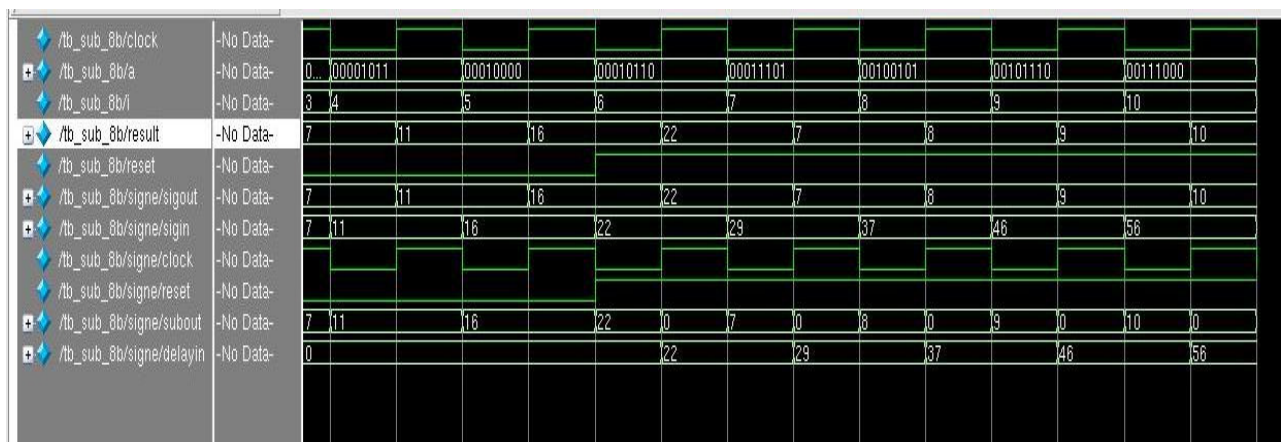 /tb_sub_8b/clock -No Data-
/tb_sub_8b/a -No Data- 0... 00001011 00010000 00010110 00011101 00100101 00101110 00111000
/tb_sub_8b/i -No Data- 3 4 5 6 7 8 9 10
/tb_sub_8b/result -No Data- 7 11 16 22 7 8 9 10
/tb_sub_8b/reset -No Data-
/tb_sub_8b/signe/sigout -No Data- 7 11 16 22 7 8 9 10
/tb_sub_8b/signe/sigin -No Data- 7 11 16 22 29 37 46 56
/tb_sub_8b/signe/clock -No Data-
/tb_sub_8b/signe/reset -No Data-
/tb_sub_8b/signe/subout -No Data- 7 11 16 22 0 7 0 8 0 9 0 10 0
/tb_sub_8b/signe/delayin -No Data- 0 22 29 37 46 56